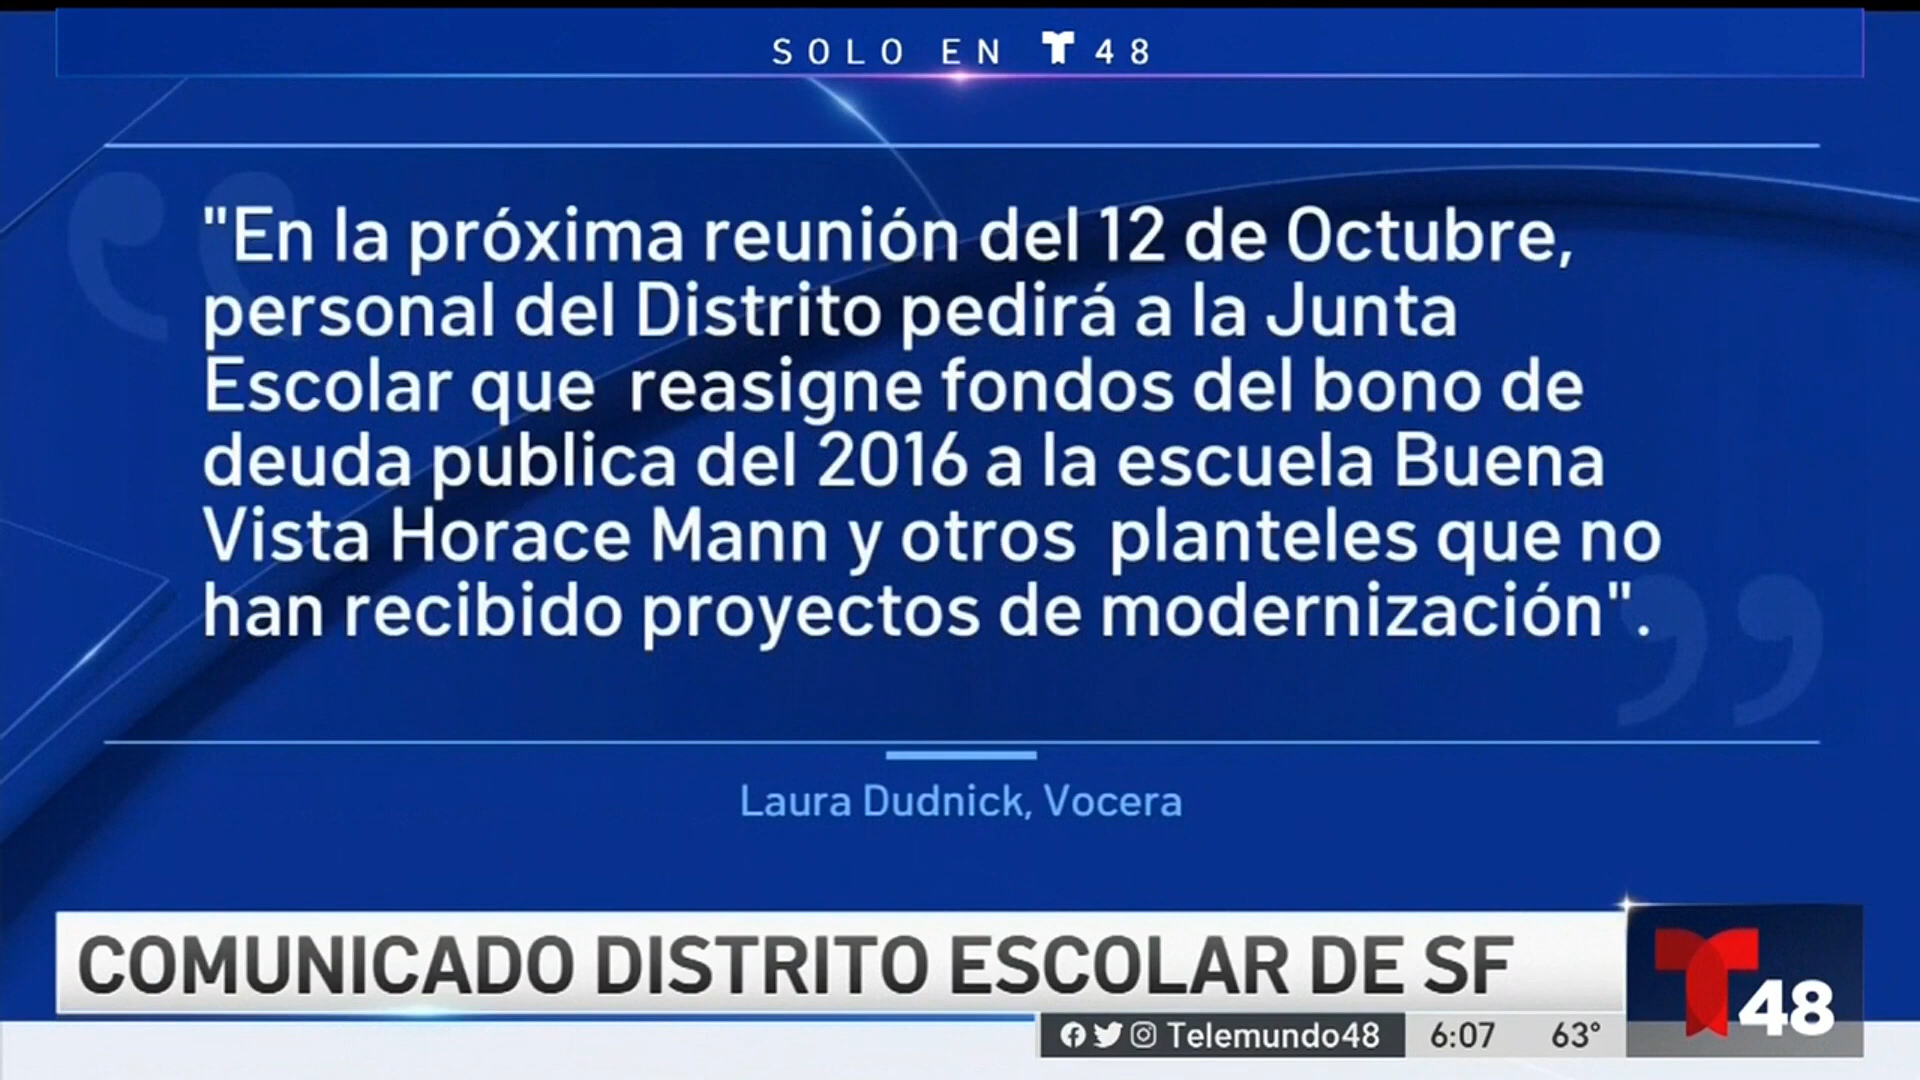 SOLO EN T 48
"En la próxima reunión del 12 de Octubre,
personal del Distrito pedirá a la Junta
Escolar que reasigne fondos del bono de
deuda publica del 2016 a la escuela Buena
Vista Horace Mann y otros planteles que no
han recibido proyectos de modernización".
Laura Dudnick, Vocera
COMUNICADO DISTRITO ESCOLAR DE SF
T 48
Telemundo48 6:07 63°